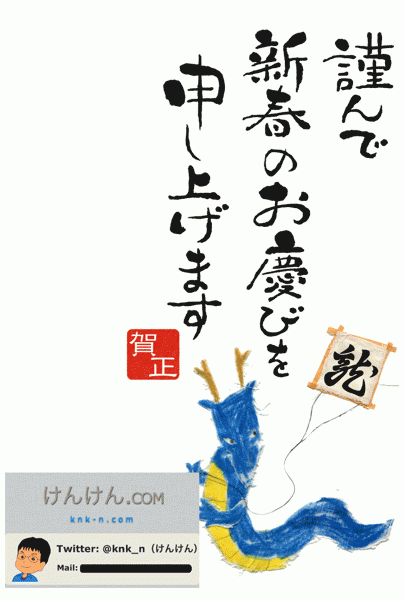 謹んで
新春のお慶びを
申し上げます
賀正
龍
けんけん.COM
knk-n.com
Twitter: @knk_n（けんけん）
Mail: